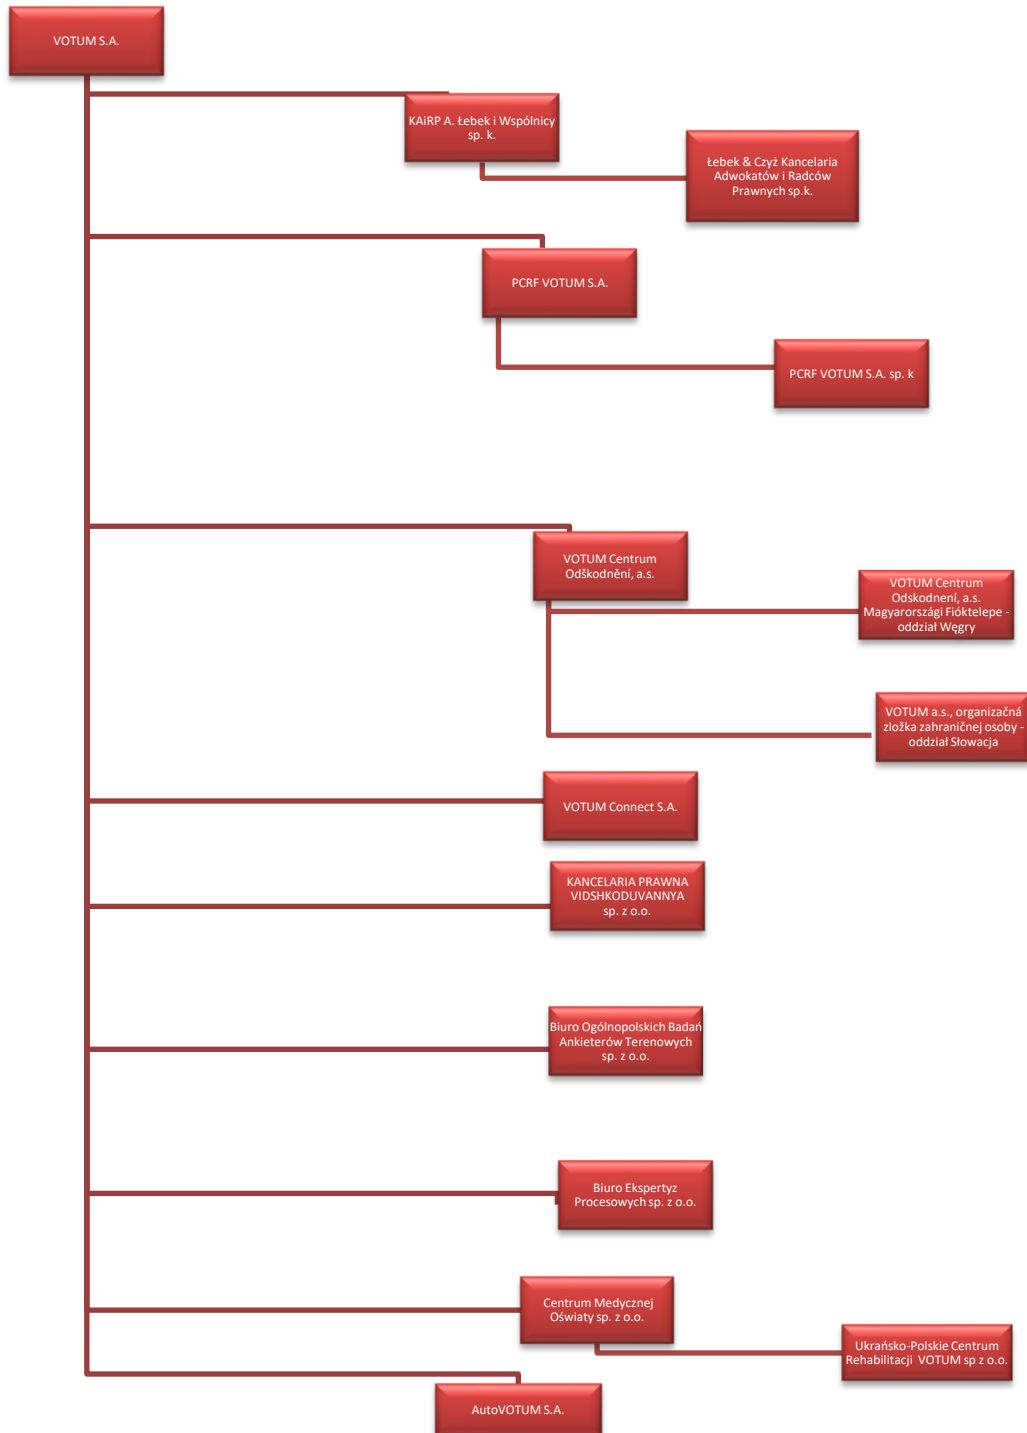 VOTUM S.A.
KAiRP A. Łebek i Wspólnicy
sp. k.
Łebek & Czyż Kancelaria
Adwokatów i Radców
Prawnych sp.k.
PCRF VOTUM S.A.
PCRF VOTUM S.A. sp. k
VOTUM Centrum
Odškodnění, a.s.
VOTUM Centrum
Odskodnení, a.s.
Magyarországi Fióktelepe -
oddział Węgry
VOTUM a.s., organizačná
zložka zahraničnej osoby -
oddział Słowacja
VOTUM Connect S.A.
KANCELARIA PRAWNA
VIDSHKODUVANNYA
sp. z o.o.
Biuro Ogólnopolskich Badań
Ankieterów Terenowych
sp. z o.o.
Biuro Ekspertyz
Procesowych sp. z o.o.
Centrum Medycznej
Oświaty sp. z o.o.
Ukrańsko-Polskie Centrum
Rehabilitacji VOTUM sp z o.o.
AutoVOTUM S.A.